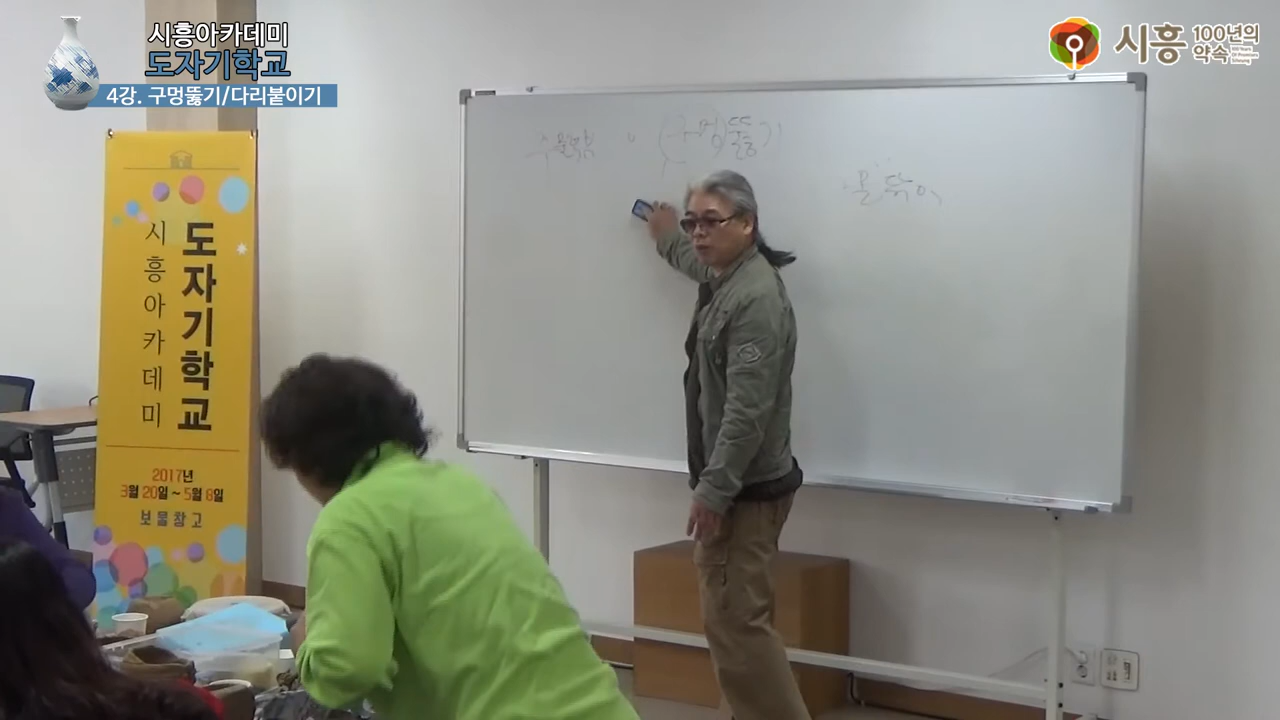 시흥아카데미
도자기학교
4강. 구멍뚫기/다리붙이기
시흥 100년의 약속
도자기학교
시흥아카데미
2017년
3월 20일~5월 8일
보물창고
구멍뚫기
물닦이